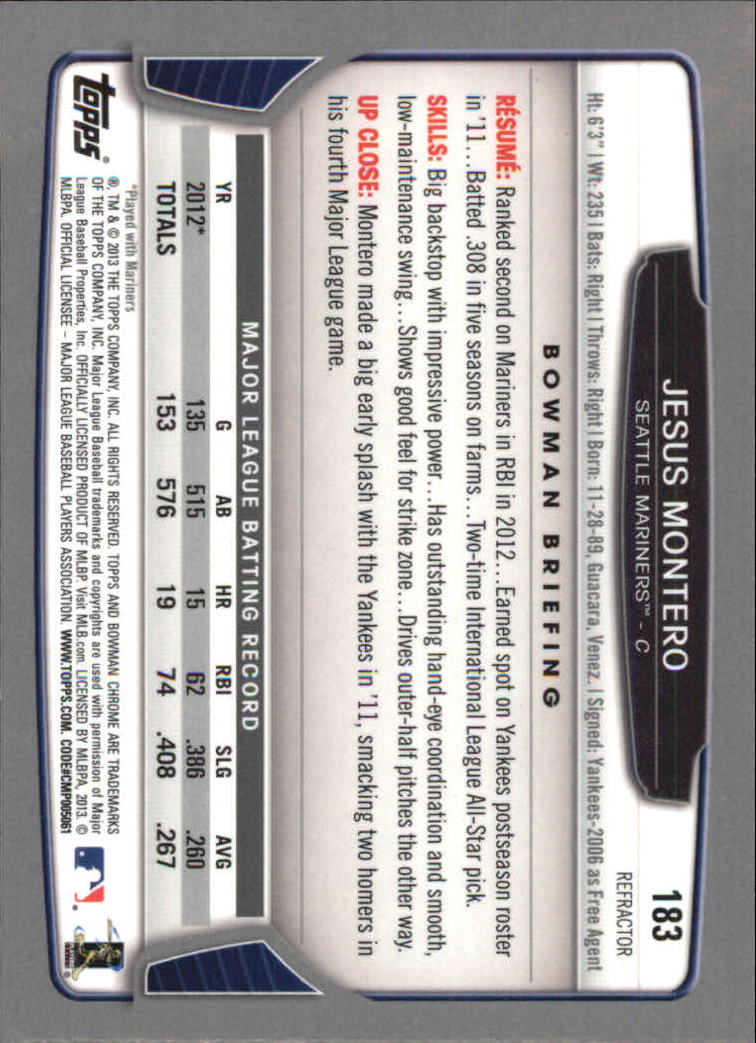 183
REFRACTOR
JESUS MONTERO
SEATTLE MARINERS™ - C
Ht: 6'3" | Wt: 235 | Bats: Right | Throws: Right | Born: 11-28-89, Guacara, Venez. | Signed: Yankees-2006 as Free Agent
BOWMAN BRIEFING
RÉSUMÉ: Ranked second on Mariners in RBI in 2012...Earned spot on Yankees postseason roster
in '11...Batted .308 in five seasons on farms...Two-time International League All-Star pick.
SKILLS: Big backstop with impressive power...Has outstanding hand-eye coordination and smooth,
low-maintenance swing...Shows good feel for strike zone...Drives outer-half pitches the other way.
UP CLOSE: Montero made a big early splash with the Yankees in '11, smacking two homers in
his fourth Major League game.
MAJOR LEAGUE BATTING RECORD
YR G AB HR RBI SLG AVG
2012* 135 515 15 62 .386 .260
TOTALS 153 576 19 74 .408 .267
*Played with Mariners
topps®
®, TM & © 2013 THE TOPPS COMPANY, INC. ALL RIGHTS RESERVED. TOPPS AND BOWMAN CHROME ARE TRADEMARKS
OF THE TOPPS COMPANY, INC. Major League Baseball trademarks and copyrights are used with permission of Major
League Baseball Properties, Inc. OFFICIALLY LICENSED PRODUCT OF MLBP. Visit MLB.com. LICENSED BY MLBPA, 2013. ©
MLBPA. OFFICIAL LICENSEE – MAJOR LEAGUE BASEBALL PLAYERS ASSOCIATION. WWW.TOPPS.COM. CODE#CMP005061